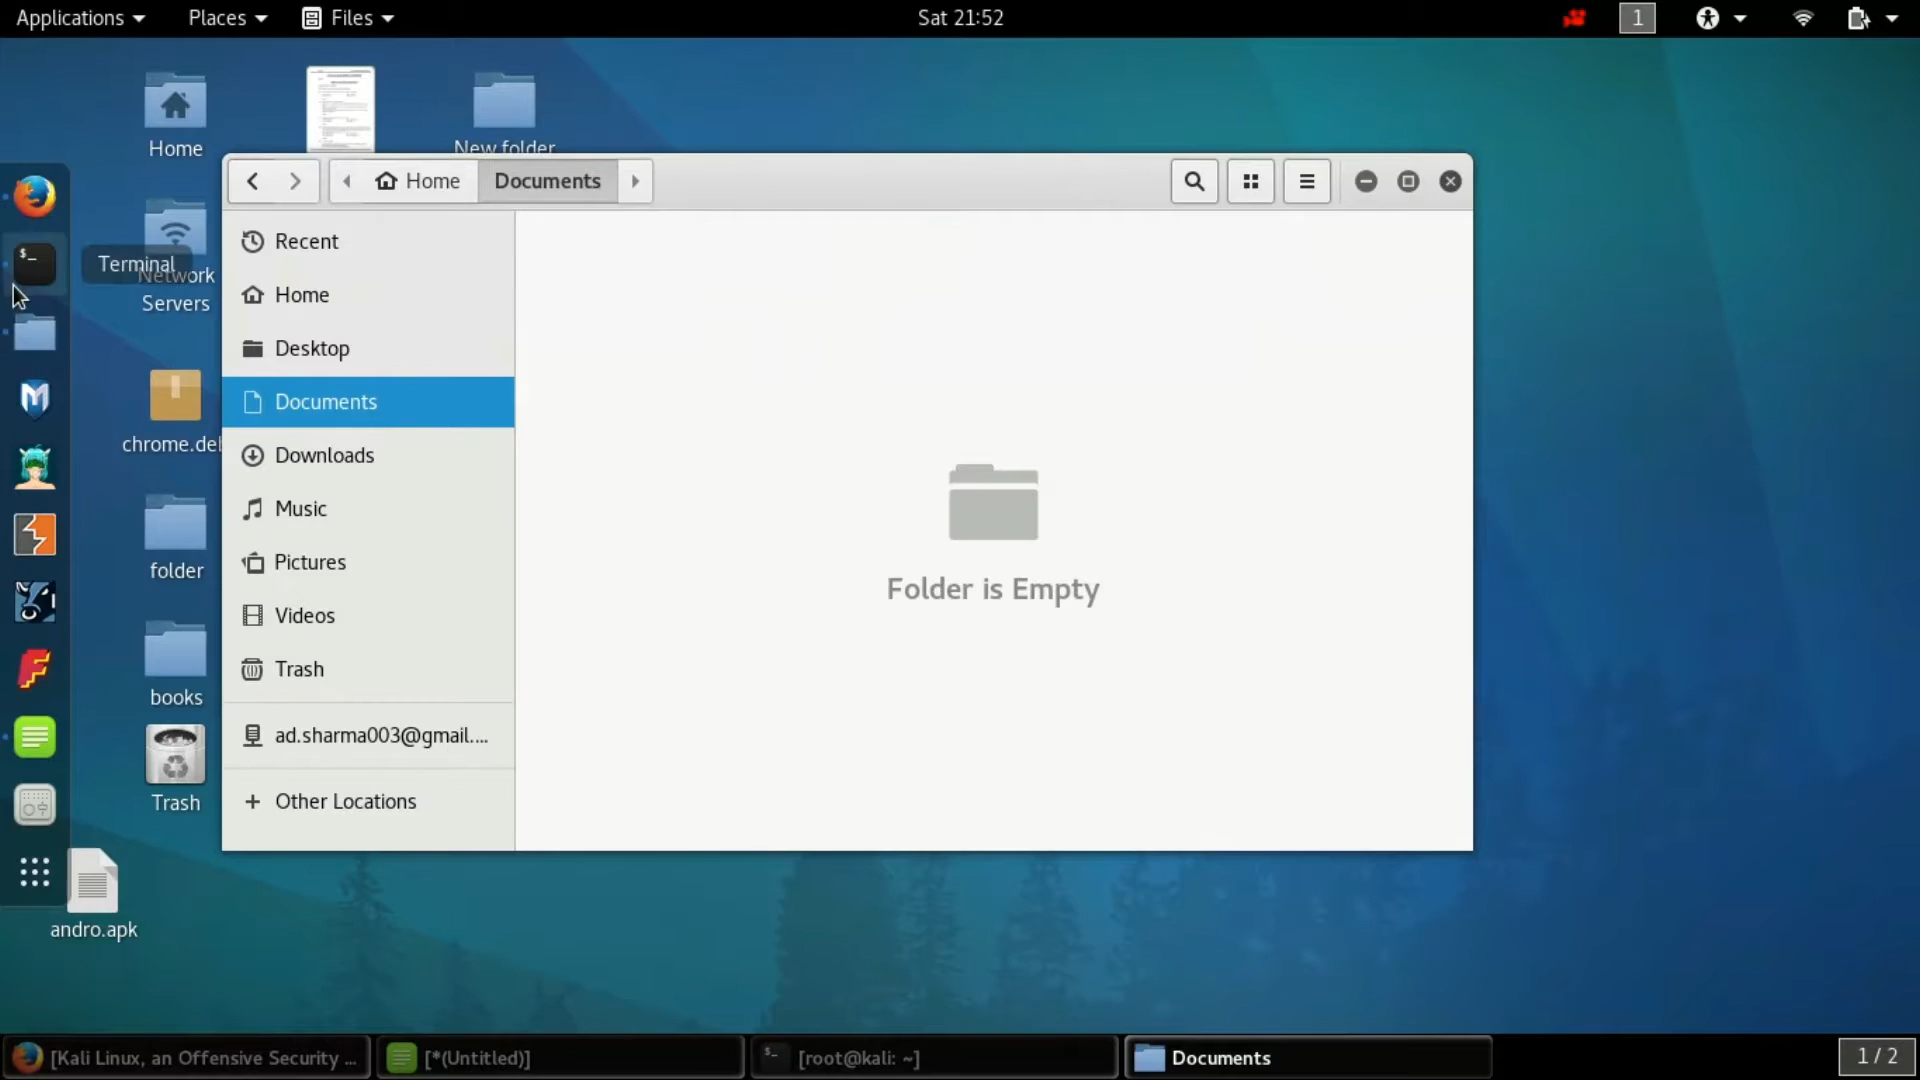 Applications
Places
Files
Sat 21:52
1
Home
New folder
Home
Documents
Terminal
Network
Servers
Recent
Home
Desktop
Documents
Downloads
Music
Pictures
Videos
Trash
ad.sharma003@gmail....
Other Locations
Folder is Empty
chrome.de
folder
books
Trash
andro.apk
[Kali Linux, an Offensive Security ...
[*(Untitled)]
[root@kali: ~]
Documents
1 / 2